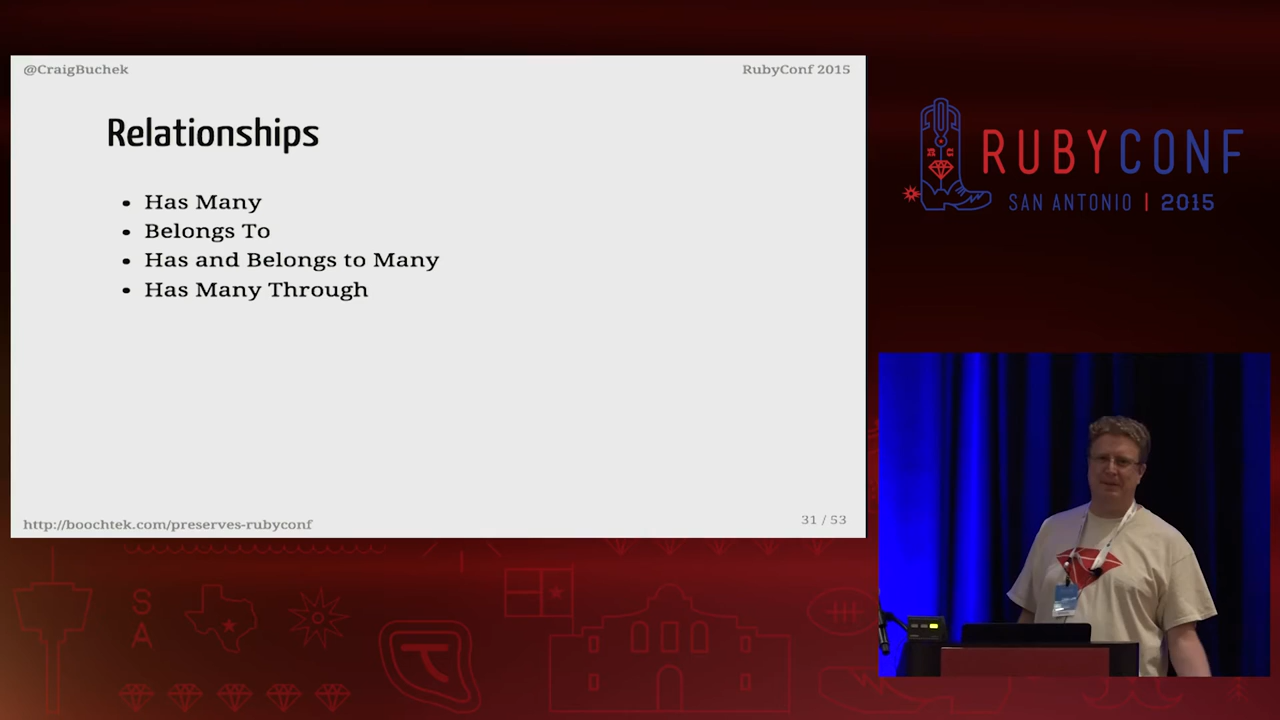 @CraigBuchek
RubyConf 2015
Relationships
• Has Many
• Belongs To
• Has and Belongs to Many
• Has Many Through
http://boochtek.com/preserves-rubyconf
31 / 53
RUBYCONF
SAN ANTONIO | 2015
S
A